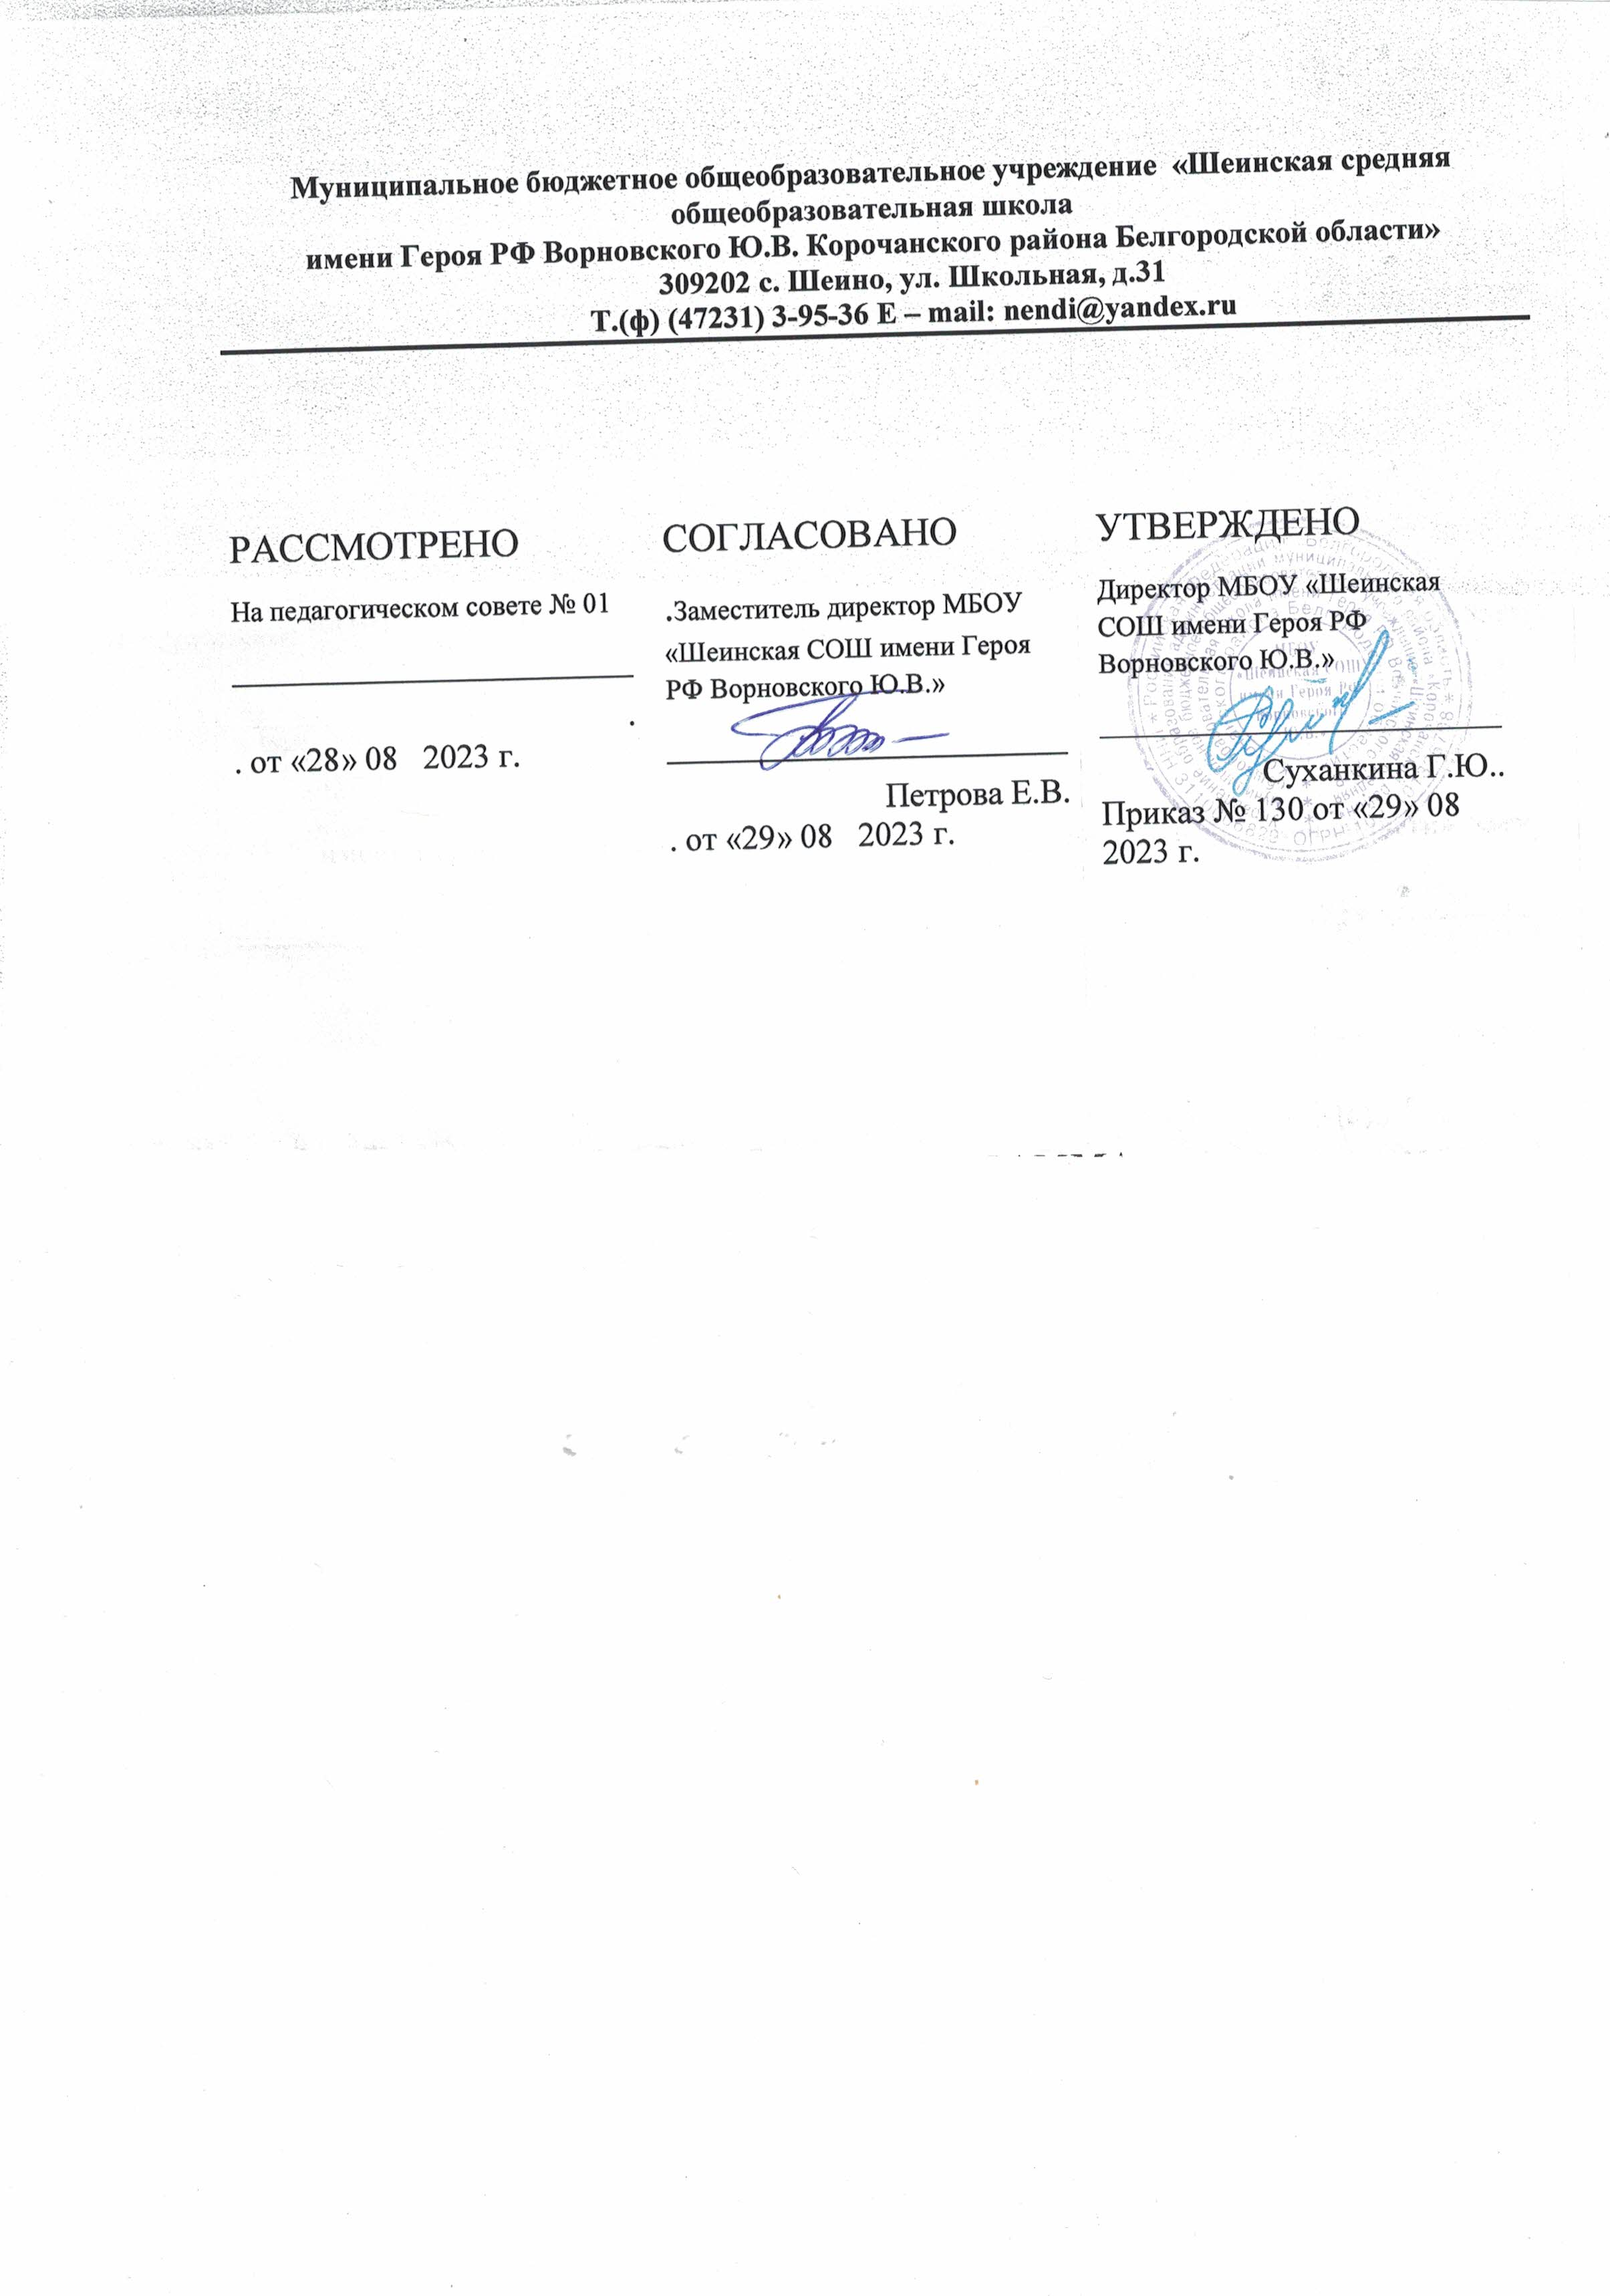 Муниципальное бюджетное общеобразовательное учреждение «Шеинская средняя
общеобразовательная школа
имени Героя РФ Ворновского Ю.В. Корочанского района Белгородской области»
309202 с. Шеино, ул. Школьная, д.31
Т.(ф) (47231) 3-95-36 Е – mail: nendi@yandex.ru
РАССМОТРЕНО
На педагогическом совете № 01
.
. от «28» 08 2023 г.
СОГЛАСОВАНО
.Заместитель директор МБОУ
«Шеинская СОШ имени Героя
РФ Ворновского Ю.В.»
Петрова Е.В.
. от «29» 08 2023 г.
УТВЕРЖДЕНО
Директор МБОУ «Шеинская
СОШ имени Героя РФ
Ворновского Ю.В.»
Суханкина Г.Ю..
Приказ № 130 от «29» 08
2023 г.